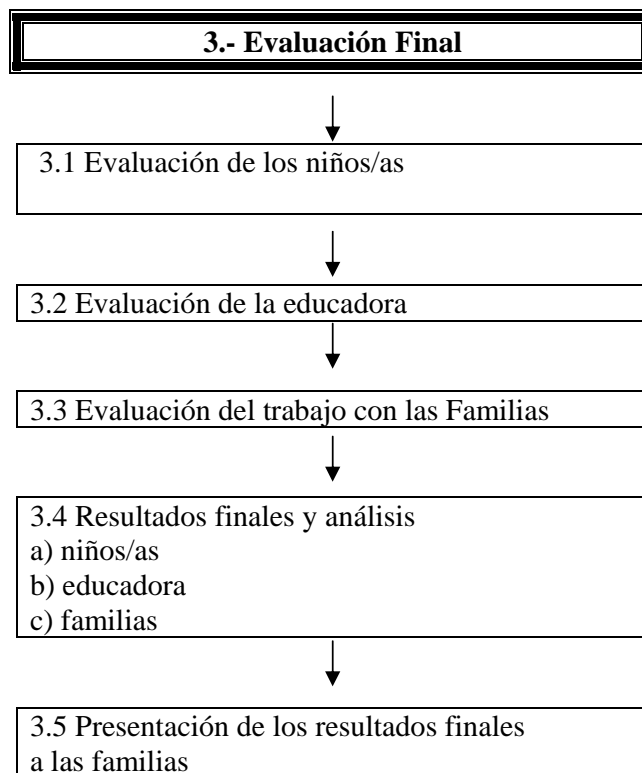 3.- Evaluación Final
3.1 Evaluación de los niños/as
3.2 Evaluación de la educadora
3.3 Evaluación del trabajo con las Familias
3.4 Resultados finales y análisis
a) niños/as
b) educadora
c) familias
3.5 Presentación de los resultados finales
a las familias